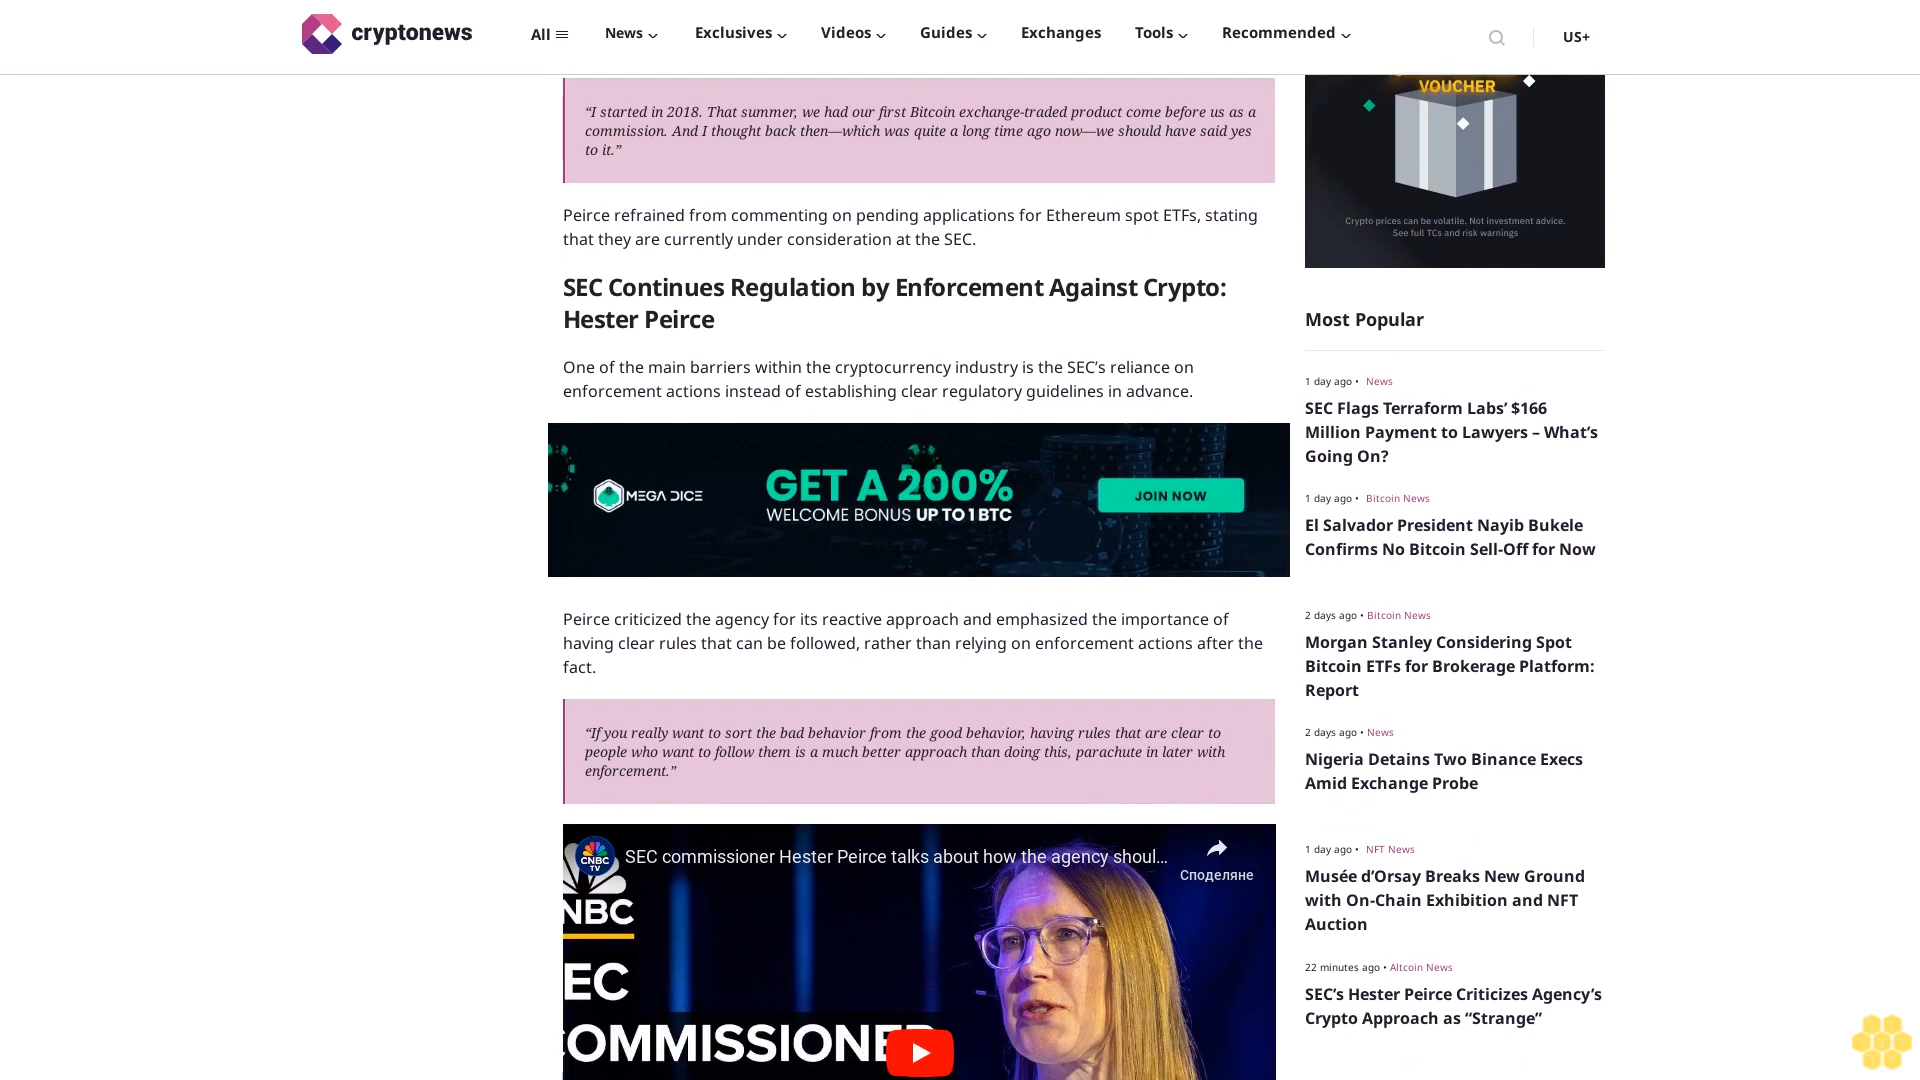 cryptonews
All
News
Exclusives
Videos
Guides
Exchanges
Tools
Recommended
US+
“I started in 2018. That summer, we had our first Bitcoin exchange-traded product come before us as a
commission. And I thought back then—which was quite a long time ago now—we should have said yes
to it.”
Peirce refrained from commenting on pending applications for Ethereum spot ETFs, stating
that they are currently under consideration at the SEC.
SEC Continues Regulation by Enforcement Against Crypto:
Hester Peirce
One of the main barriers within the cryptocurrency industry is the SEC’s reliance on
enforcement actions instead of establishing clear regulatory guidelines in advance.
MEGA DICE
GET A 200%
WELCOME BONUS UP TO 1 BTC
JOIN NOW
Peirce criticized the agency for its reactive approach and emphasized the importance of
having clear rules that can be followed, rather than relying on enforcement actions after the
fact.
“If you really want to sort the bad behavior from the good behavior, having rules that are clear to
people who want to follow them is a much better approach than doing this, parachute in later with
enforcement.”
CNBC
TV
SEC commissioner Hester Peirce talks about how the agency shoul...
Споделяне
NBC
EC
COMMISSIONER
VOUCHER
Crypto prices can be volatile. Not investment advice.
See full TCs and risk warnings
Most Popular
1 day ago • News
SEC Flags Terraform Labs’ $166
Million Payment to Lawyers – What’s
Going On?
1 day ago • Bitcoin News
El Salvador President Nayib Bukele
Confirms No Bitcoin Sell-Off for Now
2 days ago • Bitcoin News
Morgan Stanley Considering Spot
Bitcoin ETFs for Brokerage Platform:
Report
2 days ago • News
Nigeria Detains Two Binance Execs
Amid Exchange Probe
1 day ago • NFT News
Musée d’Orsay Breaks New Ground
with On-Chain Exhibition and NFT
Auction
22 minutes ago • Altcoin News
SEC’s Hester Peirce Criticizes Agency’s
Crypto Approach as “Strange”